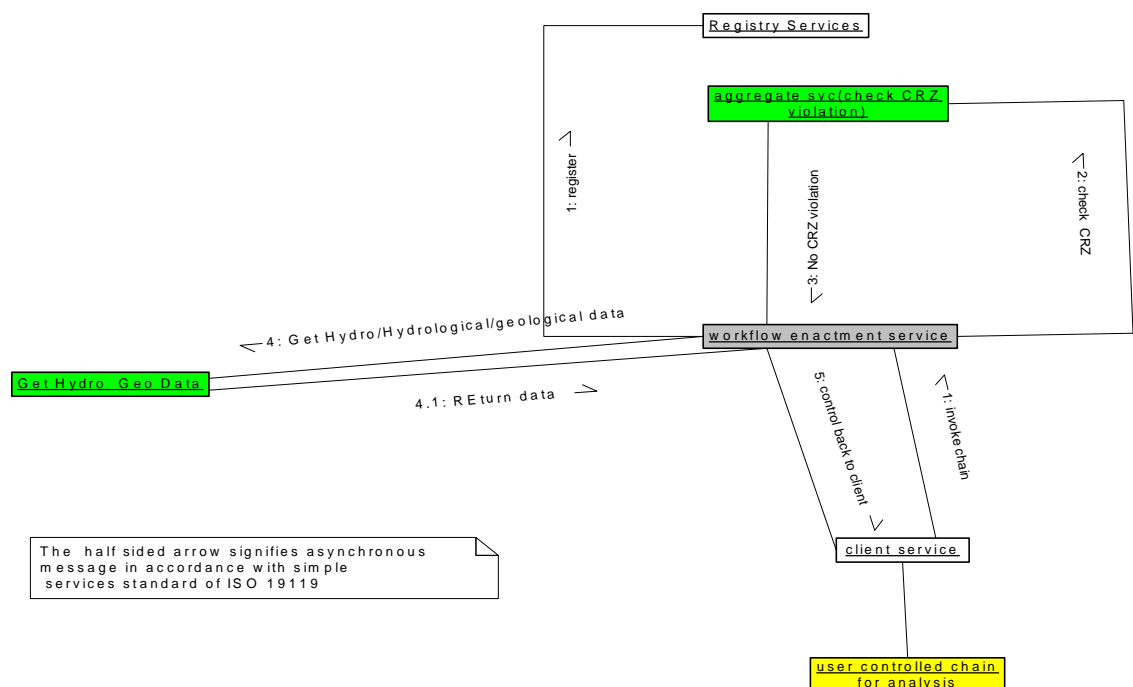 Registry Services
aggregate svc(check CRZ
violation)
1: register
2: check CRZ
3: No CRZ violation
4: Get Hydro/Hydrological/geological data
workflow enactment service
Get Hydro Geo Data
4.1: REturn data
5: control back to client
1: invoke chain
The half sided arrow signifies asynchronous
message in accordance with simple
services standard of ISO 19119
client service
user controlled chain
for analysis